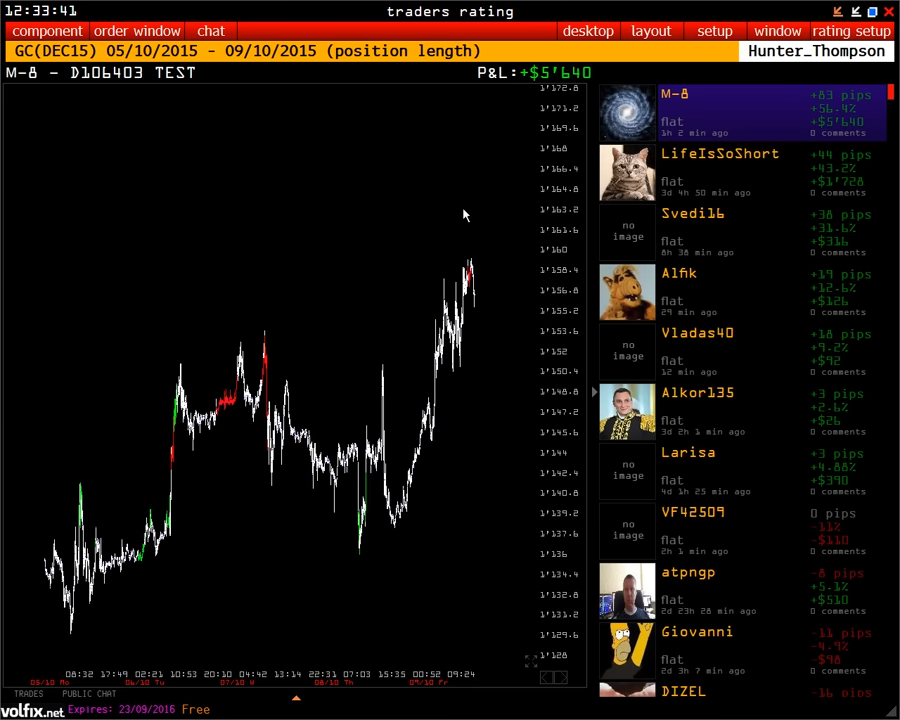 12:33:41
traders rating
component
order window
chat
desktop
layout
setup
window
rating setup
GC(DEC15) 05/10/2015 - 09/10/2015 (position length)
Hunter_Thompson
M-8 - D106403 TEST
P&L:+$5'640
1'172.8
1'171.2
1'169.6
1'168
1'166.4
1'164.8
1'163.2
1'161.6
1'160
1'158.4
1'156.8
1'155.2
1'153.6
1'152
1'150.4
1'148.8
1'147.2
1'145.6
1'144
1'142.4
1'140.8
1'139.2
1'137.6
1'136
1'134.4
1'132.8
1'131.2
1'129.6
1'128
08:32 17:49 02:21 10:53 20:10 04:42 13:14 22:31 07:03 15:35 00:52 09:24
05/10 Mo
06/10 Tu
07/10 W
08/10 Th
09/10 Fr
M-8
+83 pips
+56.4%
flat
+$5'640
1h 2 min ago
0 comments
LifeIsSoShort
+44 pips
+43.2%
flat
+$1'728
3d 4h 50 min ago
0 comments
no image
Svedi16
+38 pips
+31.6%
flat
+$316
8h 38 min ago
0 comments
Alfik
+19 pips
+12.6%
flat
+$126
29 min ago
0 comments
no image
Vladas40
+18 pips
+9.2%
flat
+$92
12 min ago
0 comments
Alkor135
+3 pips
+2.6%
flat
+$26
3d 2h 1 min ago
0 comments
no image
Larisa
+3 pips
+4.88%
flat
+$390
4d 1h 25 min ago
0 comments
no image
VF42509
0 pips
-11%
flat
-$110
2h 1 min ago
0 comments
atpngp
-8 pips
+5.1%
flat
+$510
2d 23h 28 min ago
0 comments
Giovanni
-11 pips
-4.9%
flat
-$98
2d 3h 7 min ago
0 comments
DIZEL
-16 pips
TRADES
PUBLIC CHAT
volfix.net
Expires: 23/09/2016
Free